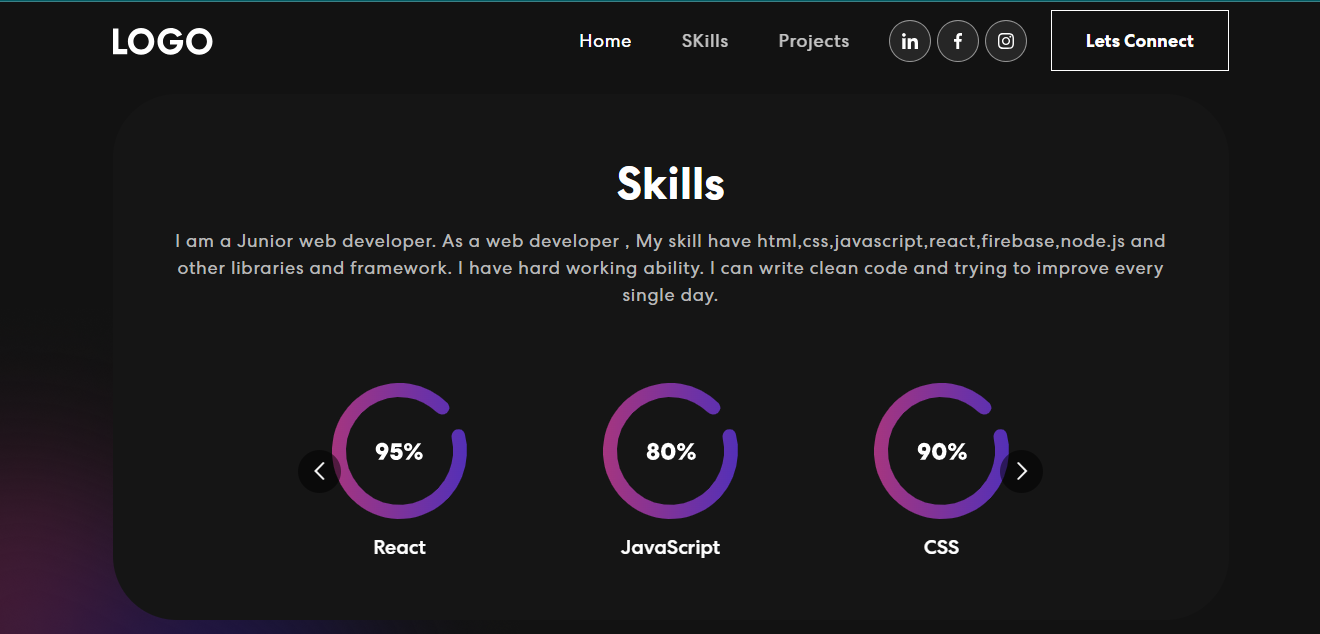 LOGO
Home
SKills
Projects
in
f
Lets Connect
Skills
I am a Junior web developer. As a web developer , My skill have html,css,javascript,react,firebase,node.js and
other libraries and framework. I have hard working ability. I can write clean code and trying to improve every
single day.
95%
80%
90%
React
JavaScript
CSS